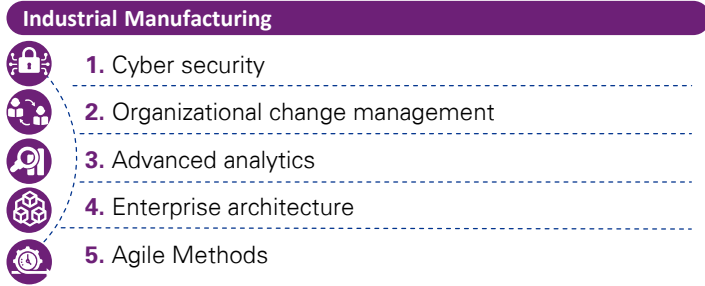 Industrial Manufacturing
1. Cyber security
2. Organizational change management
3. Advanced analytics
4. Enterprise architecture
5. Agile Methods